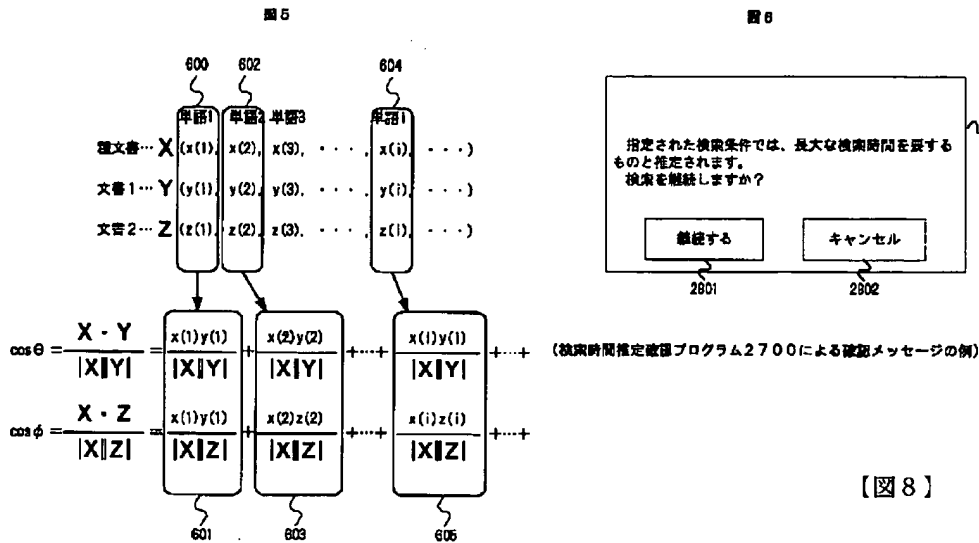 図5
600 602 604
単語1 単語2 単語3 単語i
種文書… X (x(1), x(2), x(3), ・・・, x(i), ・・・)
文書1… Y (y(1), y(2), y(3), ・・・, y(i), ・・・)
文書2… Z (z(1), z(2), z(3), ・・・, z(i), ・・・)
cosθ = X・Y / |X||Y| = x(1)y(1) / |X||Y| + x(2)y(2) / |X||Y| +…+ x(i)y(i) / |X||Y| +…+
cosφ = X・Z / |X||Z| = x(1)y(1) / |X||Z| + x(2)z(2) / |X||Z| +…+ x(i)z(i) / |X||Z| +…+
601 603 605
図6
指定された検索条件では、長大な検索時間を要する
ものと推定されます。
検索を継続しますか?
継続する キャンセル
2801 2802
(検索時間推定確認プログラム2700による確認メッセージの例)
【図8】